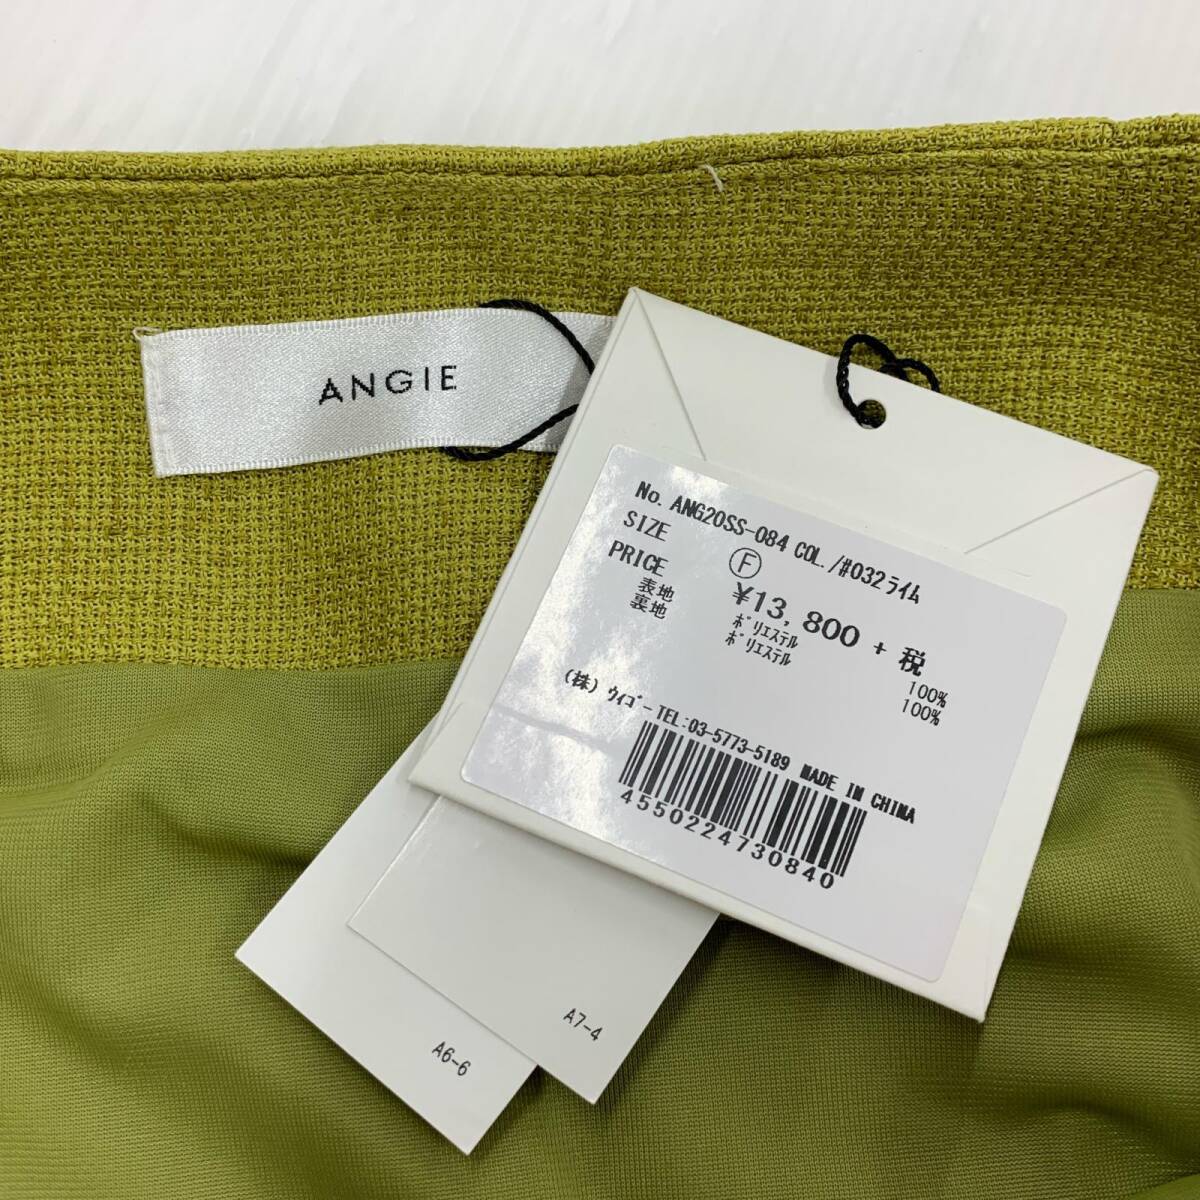 ANGIE
No. ANG20SS-084 COL./#032ライム
SIZE Ⓕ
PRICE ¥13,800 + 税
表地 ポリエステル 100%
裏地 ポリエステル 100%
(株)ウィゴー TEL:03-5773-5189 MADE IN CHINA
4550224730840
A7-4
A6-6